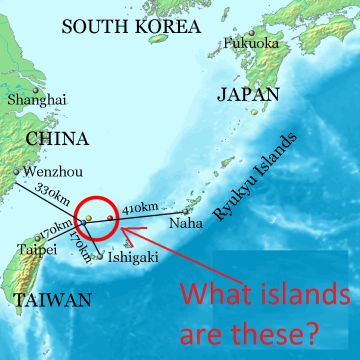 SOUTH KOREA
Fukuoka
Shanghai
JAPAN
CHINA
Wenzhou
330km
410km
Ryukyu Islands
Naha
170km
Taipei
170km
Ishigaki
TAIWAN
What islands
are these?